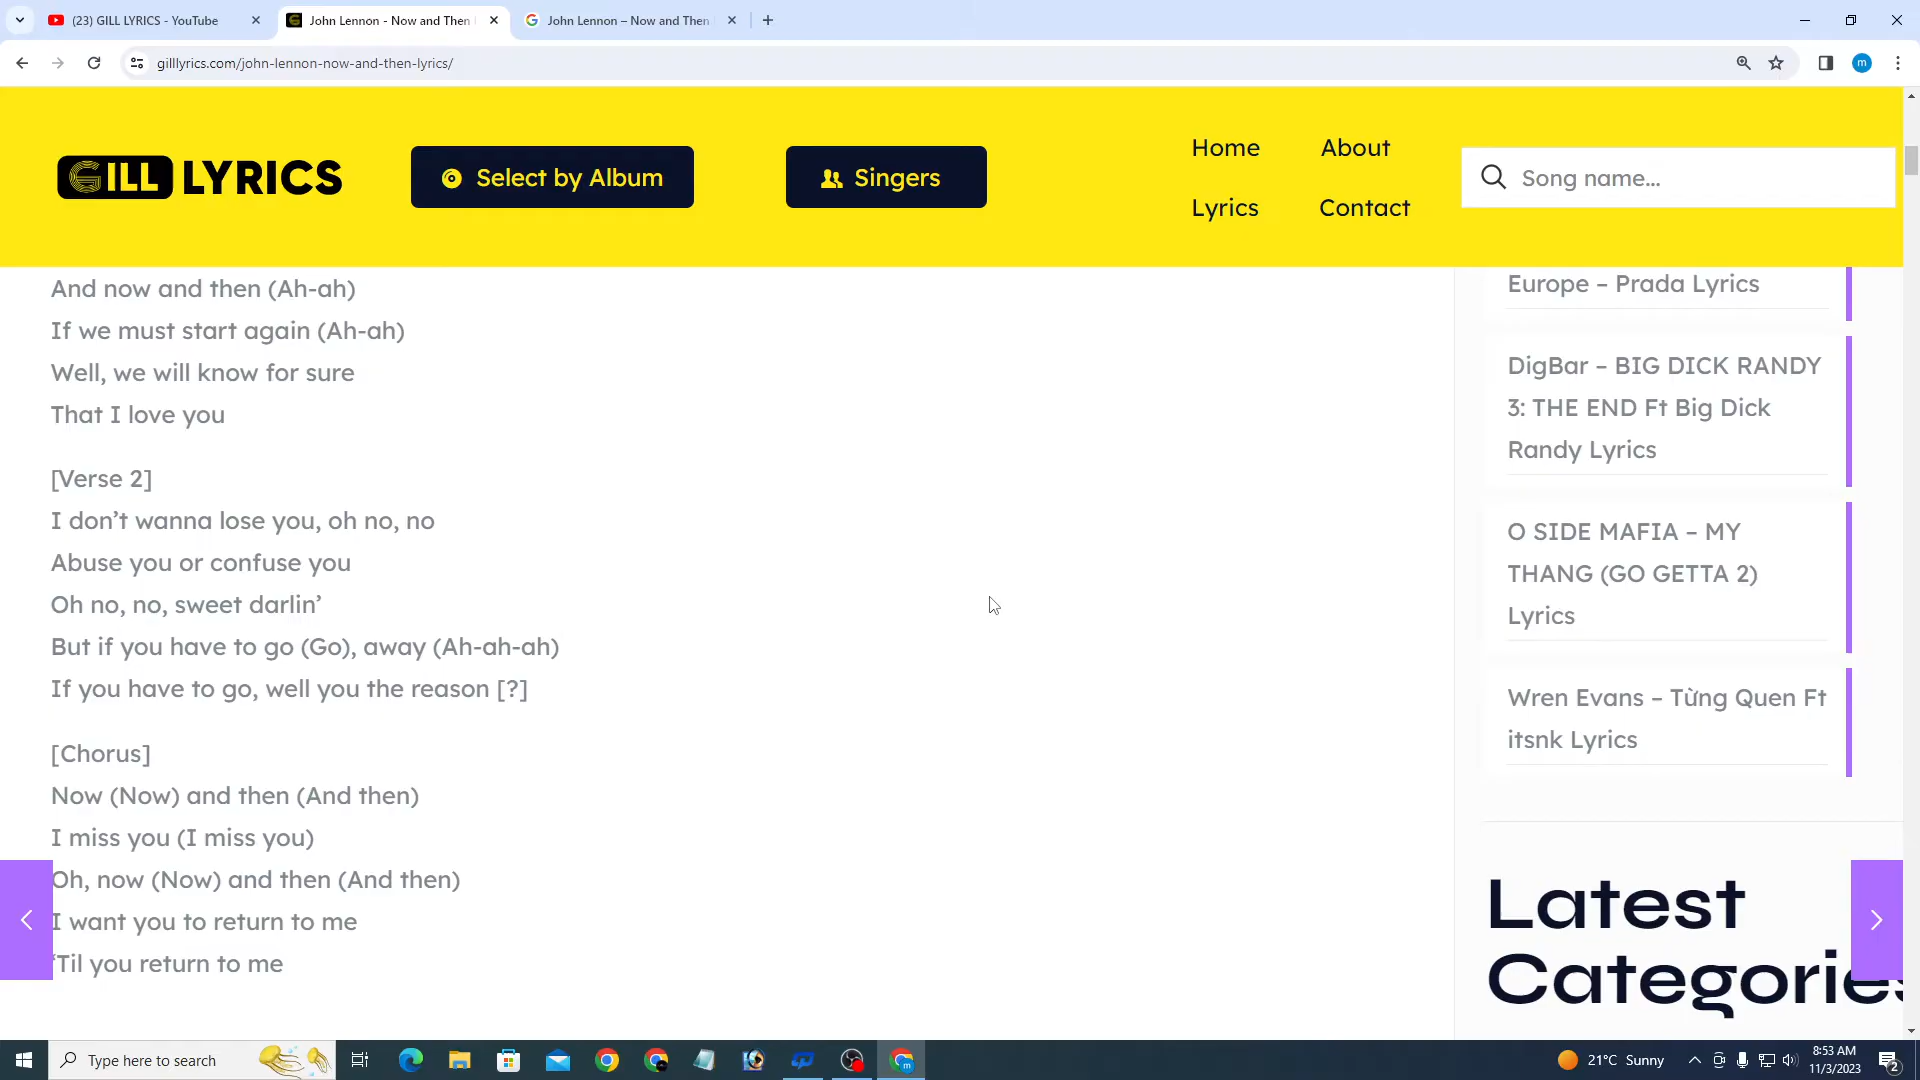 (23) GILL LYRICS - YouTube
John Lennon - Now and Then
John Lennon – Now and Then
gilllyrics.com/john-lennon-now-and-then-lyrics/
m
GILL LYRICS
Select by Album
Singers
Home
About
Lyrics
Contact
Song name...
And now and then (Ah-ah)
If we must start again (Ah-ah)
Well, we will know for sure
That I love you
[Verse 2]
I don’t wanna lose you, oh no, no
Abuse you or confuse you
Oh no, no, sweet darlin’
But if you have to go (Go), away (Ah-ah-ah)
If you have to go, well you the reason [?]
[Chorus]
Now (Now) and then (And then)
I miss you (I miss you)
Oh, now (Now) and then (And then)
I want you to return to me
‘Til you return to me
Europe – Prada Lyrics
DigBar – BIG DICK RANDY
3: THE END Ft Big Dick
Randy Lyrics
O SIDE MAFIA – MY
THANG (GO GETTA 2)
Lyrics
Wren Evans – Từng Quen Ft
itsnk Lyrics
Latest
Categories
Type here to search
21°C Sunny
8:53 AM
11/3/2023
2